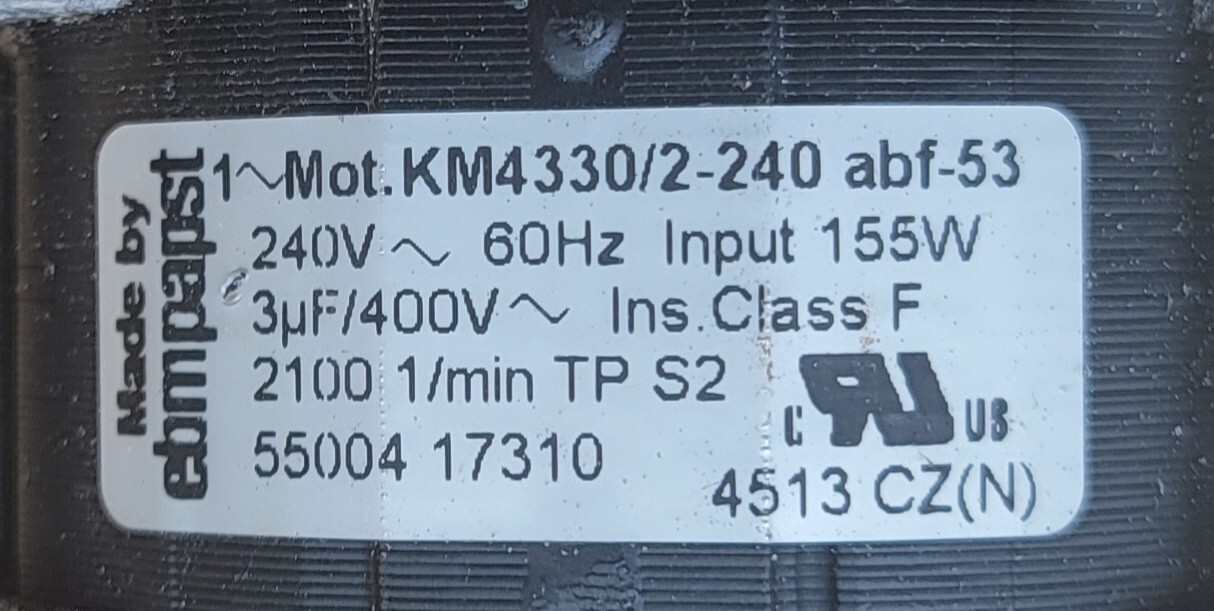 Made by
ebmpapst
1~Mot.KM4330/2-240 abf-53
240V~ 60Hz Input 155W
3µF/400V~ Ins.Class F
2100 1/min TP S2
55004 17310
C RU US
4513 CZ(N)